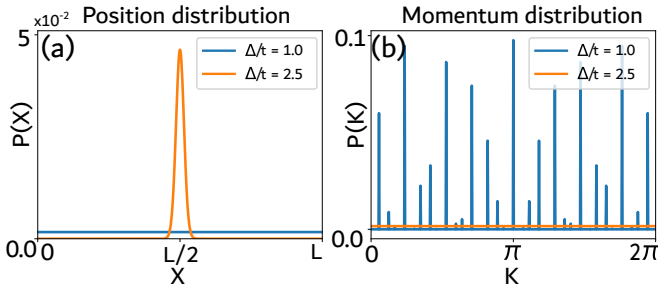 Position distribution
5
x10⁻²
(a)
Δ/t = 1.0
Δ/t = 2.5
P(X)
0.0
0
L/2
L
X
Momentum distribution
0.1
(b)
Δ/t = 1.0
Δ/t = 2.5
P(K)
0.0
0
π
2π
K